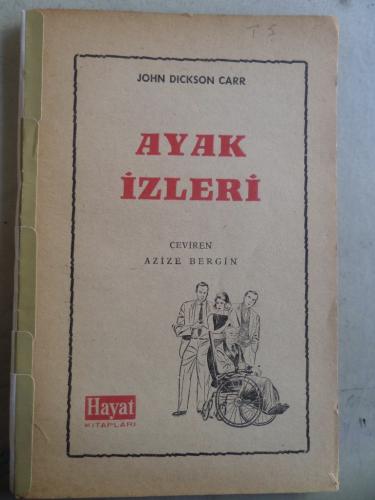 T S
JOHN DICKSON CARR
AYAK
İZLERİ
ÇEVİREN
AZİZE BERGİN
Hayat
KİTAPLARI